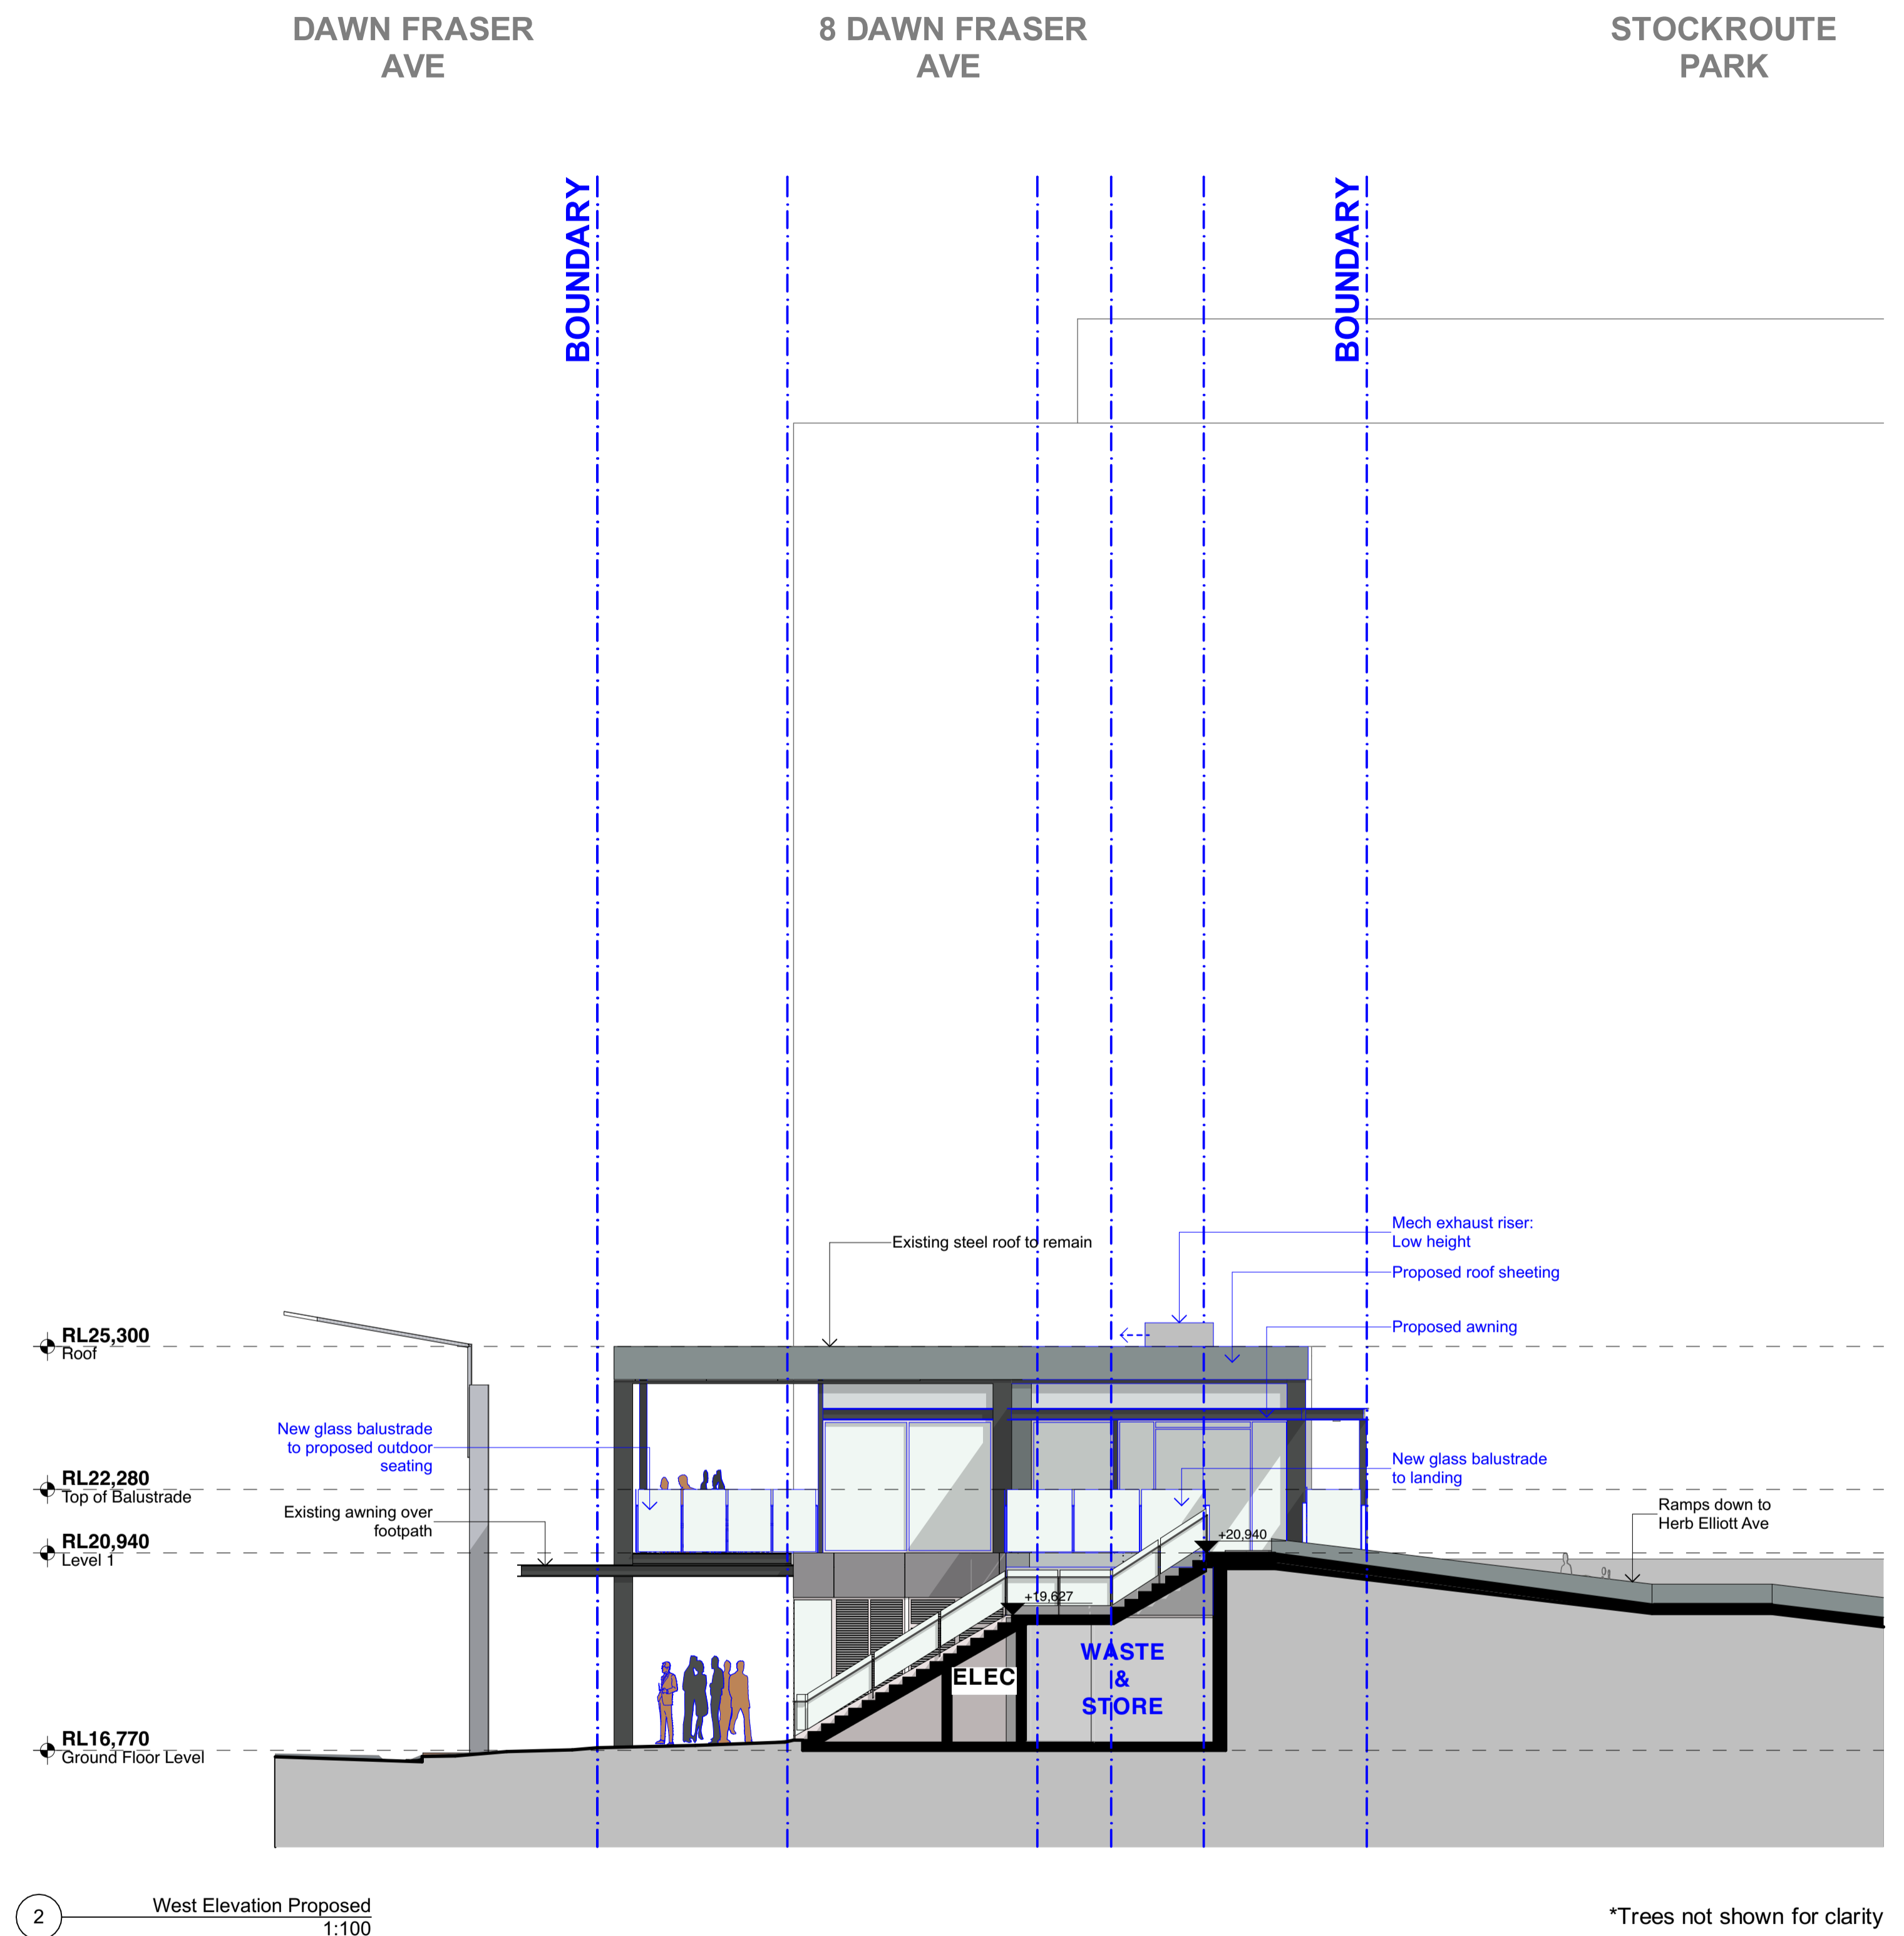 DAWN FRASER
AVE
8 DAWN FRASER
AVE
STOCKROUTE
PARK
BOUNDARY
BOUNDARY
Existing steel roof to remain
Mech exhaust riser:
Low height
Proposed roof sheeting
Proposed awning
RL25,300
Roof
New glass balustrade
to proposed outdoor
seating
New glass balustrade
to landing
RL22,280
Top of Balustrade
Existing awning over
footpath
Ramps down to
Herb Elliott Ave
RL20,940
Level 1
+20,940
+19,627
WASTE
&
STORE
ELEC
RL16,770
Ground Floor Level
2
West Elevation Proposed
1:100
*Trees not shown for clarity